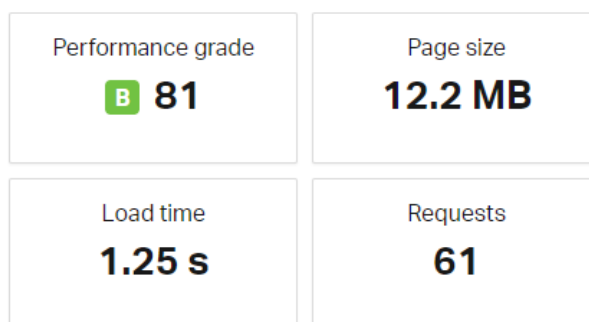 Performance grade
B 81
Page size
12.2 MB
Load time
1.25 s
Requests
61